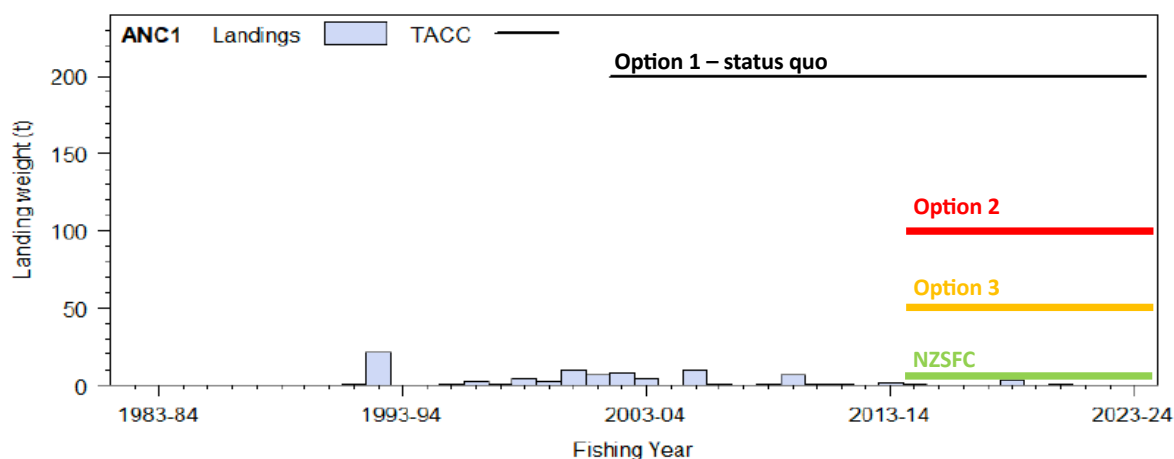 ANC1 Landings TACC
Option 1 – status quo
200
150
Landing weight (t)
Option 2
100
Option 3
50
NZSFC
0
1983-84 1993-94 2003-04 2013-14 2023-24
Fishing Year